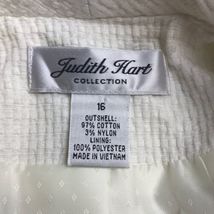 Judith Hart
COLLECTION
16
OUTSHELL:
97% COTTON
3% NYLON
LINING:
100% POLYESTER
MADE IN VIETNAM